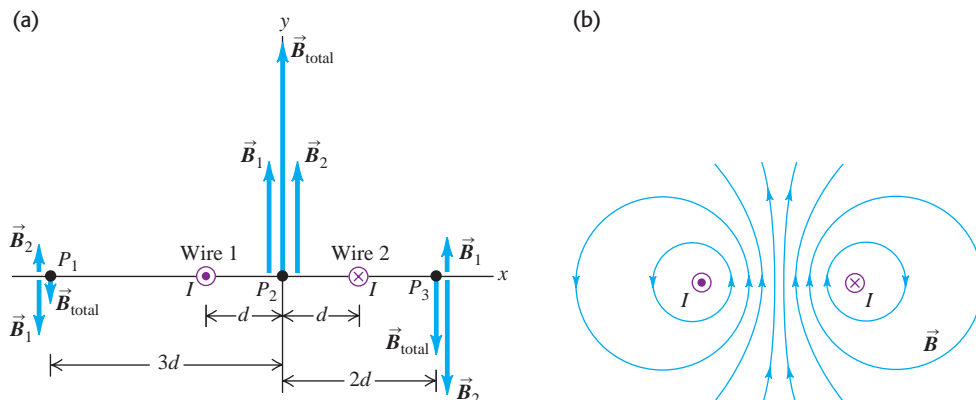 (a)
y
B⃗total
B⃗1
B⃗2
B⃗2
P1
Wire 1
Wire 2
B⃗1
I
P2
I
P3
x
B⃗total
B⃗1
d
d
B⃗total
3d
2d
B⃗2
(b)
I
I
B⃗